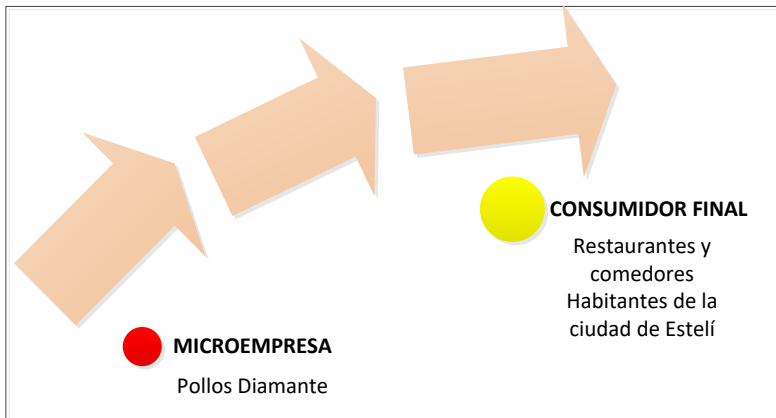 CONSUMIDOR FINAL
Restaurantes y
comedores
Habitantes de la
ciudad de Estelí
MICROEMPRESA
Pollos Diamante